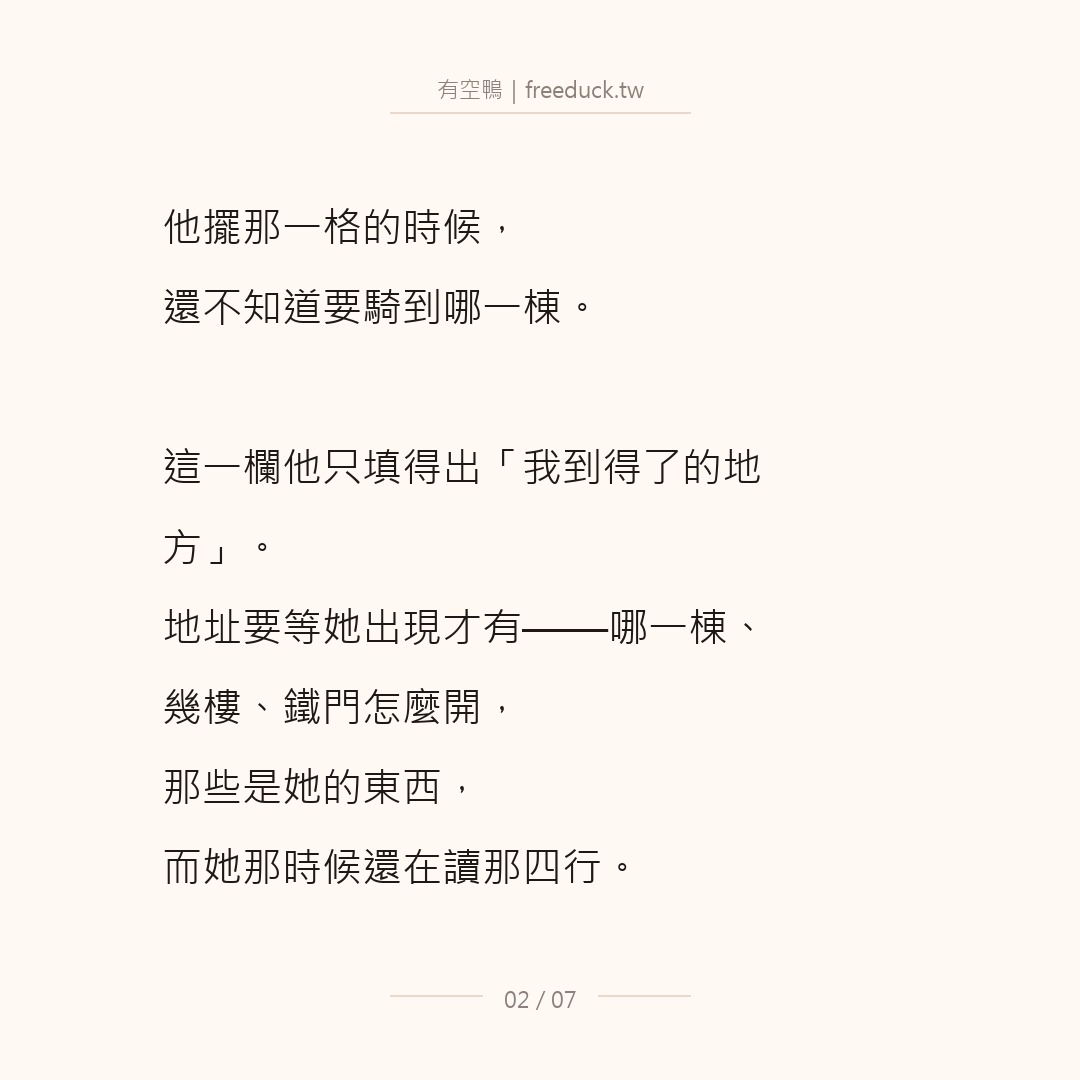 有空鴨｜freeduck.tw
他擺那一格的時候，
還不知道要騎到哪一棟。
這一欄他只填得出「我到得了的地
方」。
地址要等她出現才有——哪一棟、
幾樓、鐵門怎麼開，
那些是她的東西，
而她那時候還在讀那四行。
02 / 07